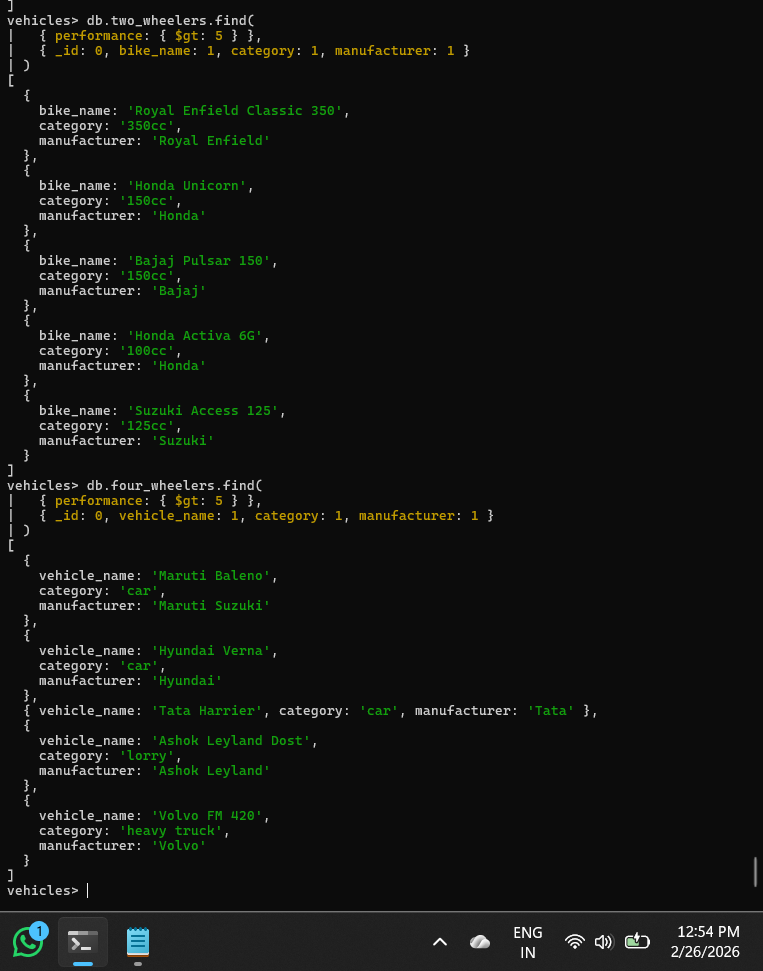 ]
vehicles> db.two_wheelers.find(
|   { performance: { $gt: 5 } },
|   { _id: 0, bike_name: 1, category: 1, manufacturer: 1 }
| )
[
  {
    bike_name: 'Royal Enfield Classic 350',
    category: '350cc',
    manufacturer: 'Royal Enfield'
  },
  {
    bike_name: 'Honda Unicorn',
    category: '150cc',
    manufacturer: 'Honda'
  },
  {
    bike_name: 'Bajaj Pulsar 150',
    category: '150cc',
    manufacturer: 'Bajaj'
  },
  {
    bike_name: 'Honda Activa 6G',
    category: '100cc',
    manufacturer: 'Honda'
  },
  {
    bike_name: 'Suzuki Access 125',
    category: '125cc',
    manufacturer: 'Suzuki'
  }
]
vehicles> db.four_wheelers.find(
|   { performance: { $gt: 5 } },
|   { _id: 0, vehicle_name: 1, category: 1, manufacturer: 1 }
| )
[
  {
    vehicle_name: 'Maruti Baleno',
    category: 'car',
    manufacturer: 'Maruti Suzuki'
  },
  {
    vehicle_name: 'Hyundai Verna',
    category: 'car',
    manufacturer: 'Hyundai'
  },
  { vehicle_name: 'Tata Harrier', category: 'car', manufacturer: 'Tata' },
  {
    vehicle_name: 'Ashok Leyland Dost',
    category: 'lorry',
    manufacturer: 'Ashok Leyland'
  },
  {
    vehicle_name: 'Volvo FM 420',
    category: 'heavy truck',
    manufacturer: 'Volvo'
  }
]
vehicles>
1
ENG
IN
12:54 PM
2/26/2026